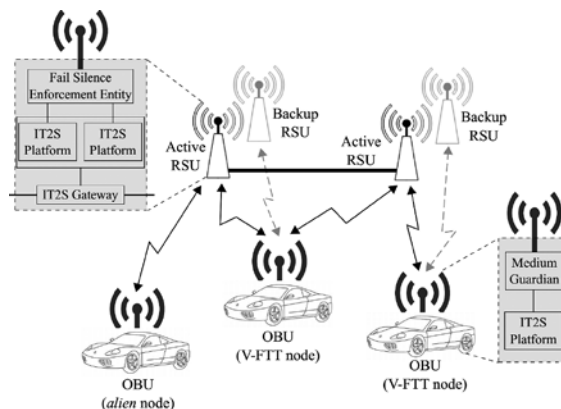 Fail Silence
Enforcement Entity
IT2S
Platform
IT2S
Platform
IT2S Gateway
Active
RSU
Backup
RSU
Active
RSU
Backup
RSU
Medium
Guardian
IT2S
Platform
OBU
(alien node)
OBU
(V-FTT node)
OBU
(V-FTT node)